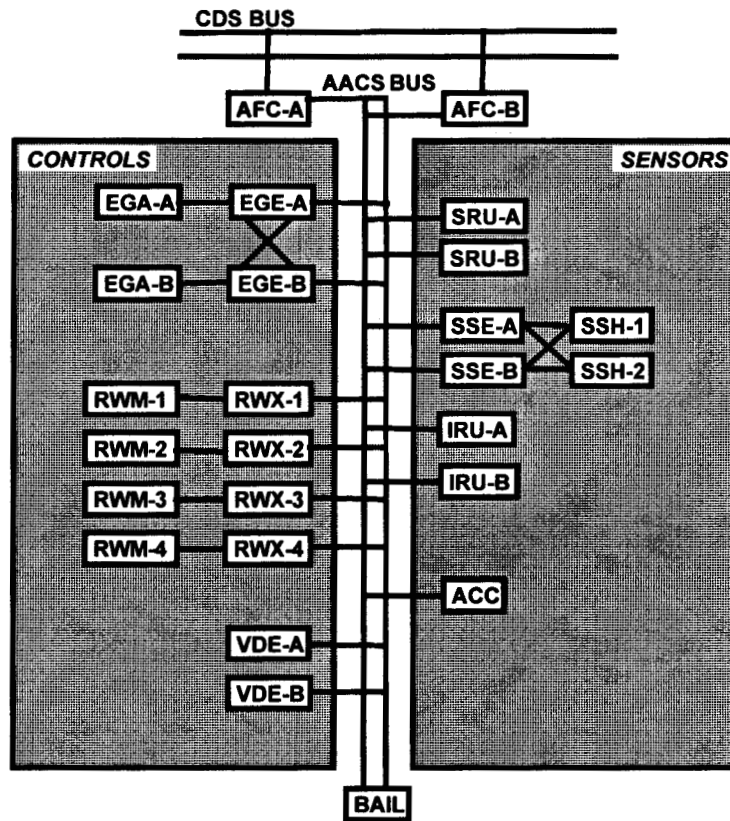 CDS BUS
AACS BUS
AFC-A
AFC-B
CONTROLS
SENSORS
EGA-A
EGE-A
EGA-B
EGE-B
RWM-1
RWX-1
RWM-2
RWX-2
RWM-3
RWX-3
RWM-4
RWX-4
VDE-A
VDE-B
SRU-A
SRU-B
SSE-A
SSH-1
SSE-B
SSH-2
IRU-A
IRU-B
ACC
BAIL